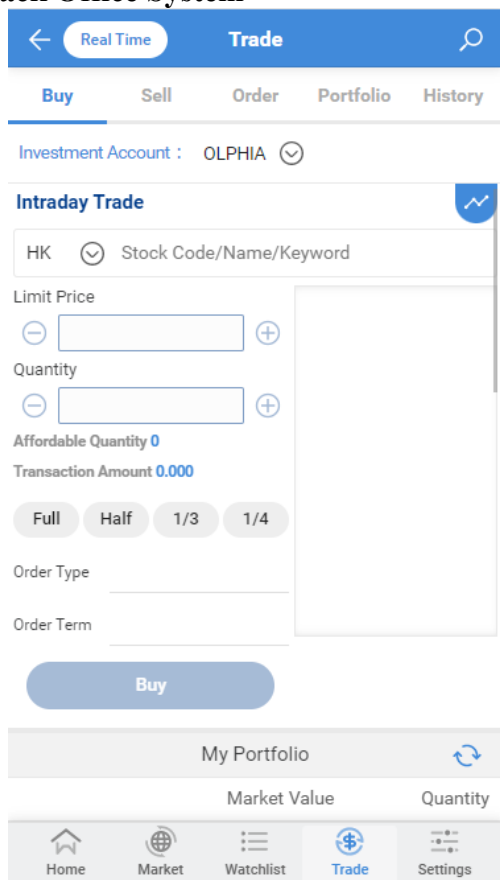 Office System
Real Time Trade
Buy Sell Order Portfolio History
Investment Account : OLPHIA
Intraday Trade
HK Stock Code/Name/Keyword
Limit Price
Quantity
Affordable Quantity 0
Transaction Amount 0.000
Full Half 1/3 1/4
Order Type
Order Term
Buy
My Portfolio
Market Value Quantity
Home Market Watchlist Trade Settings